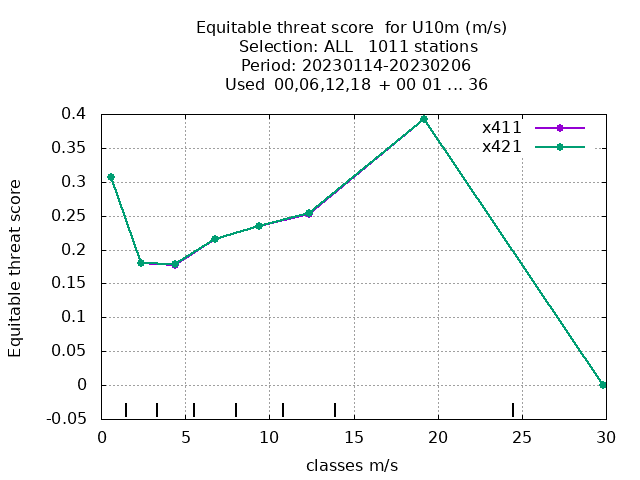 Equitable threat score  for U10m (m/s)
Selection: ALL   1011 stations
Period: 20230114-20230206
Used  00,06,12,18  + 00 01 ... 36
x411
x421
0.4
0.35
0.3
0.25
0.2
0.15
0.1
0.05
0
-0.05
Equitable threat score
0 5 10 15 20 25 30
classes m/s